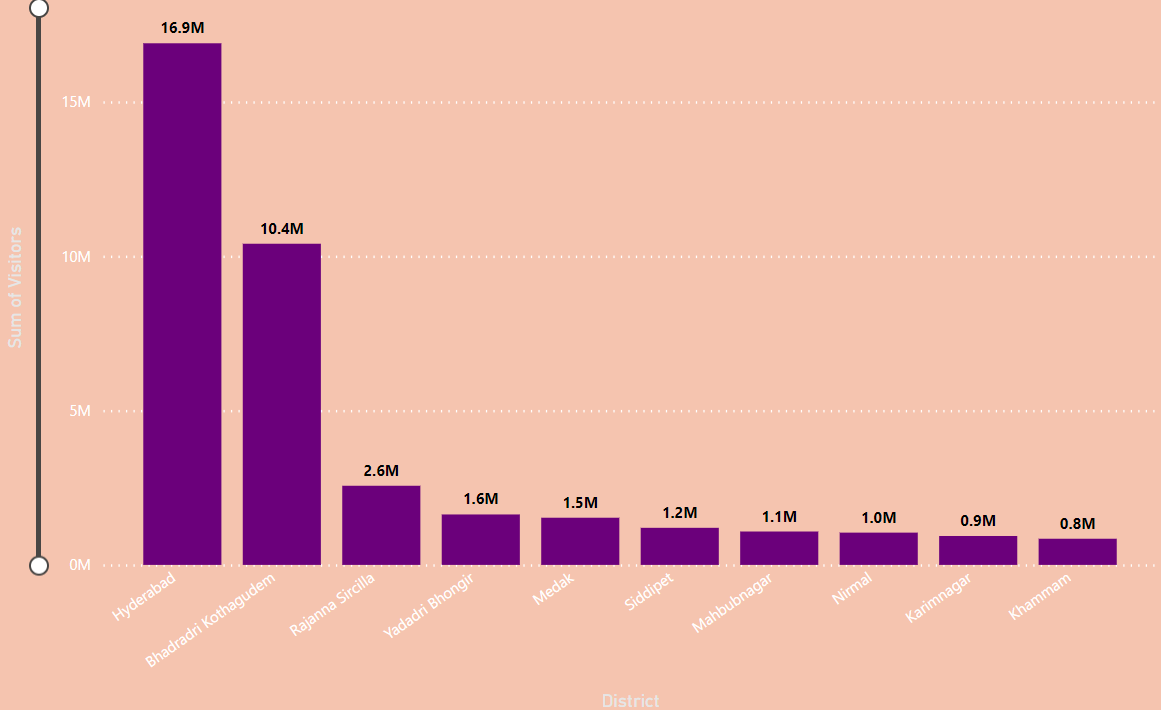 16.9M
15M
10.4M
10M
Sum of Visitors
5M
2.6M
1.6M
1.5M
1.2M
1.1M
1.0M
0.9M
0.8M
0M
Hyderabad
Bhadradri Kothagudem
Rajanna Sircilla
Yadadri Bhongir
Medak
Siddipet
Mahbubnagar
Nirmal
Karimnagar
Khammam
District